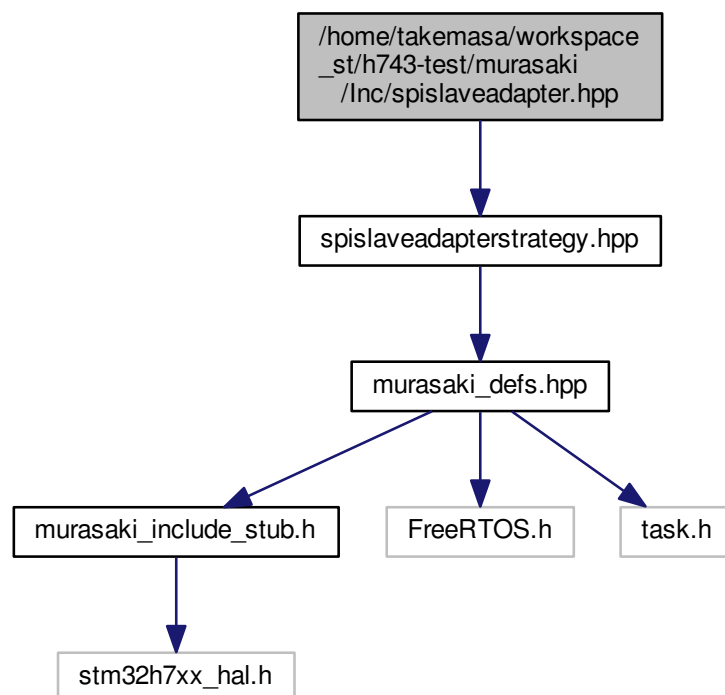 /home/takemasa/workspace
_st/h743-test/murasaki
/Inc/spislaveadapter.hpp
spislaveadapterstrategy.hpp
murasaki_defs.hpp
murasaki_include_stub.h
FreeRTOS.h
task.h
stm32h7xx_hal.h